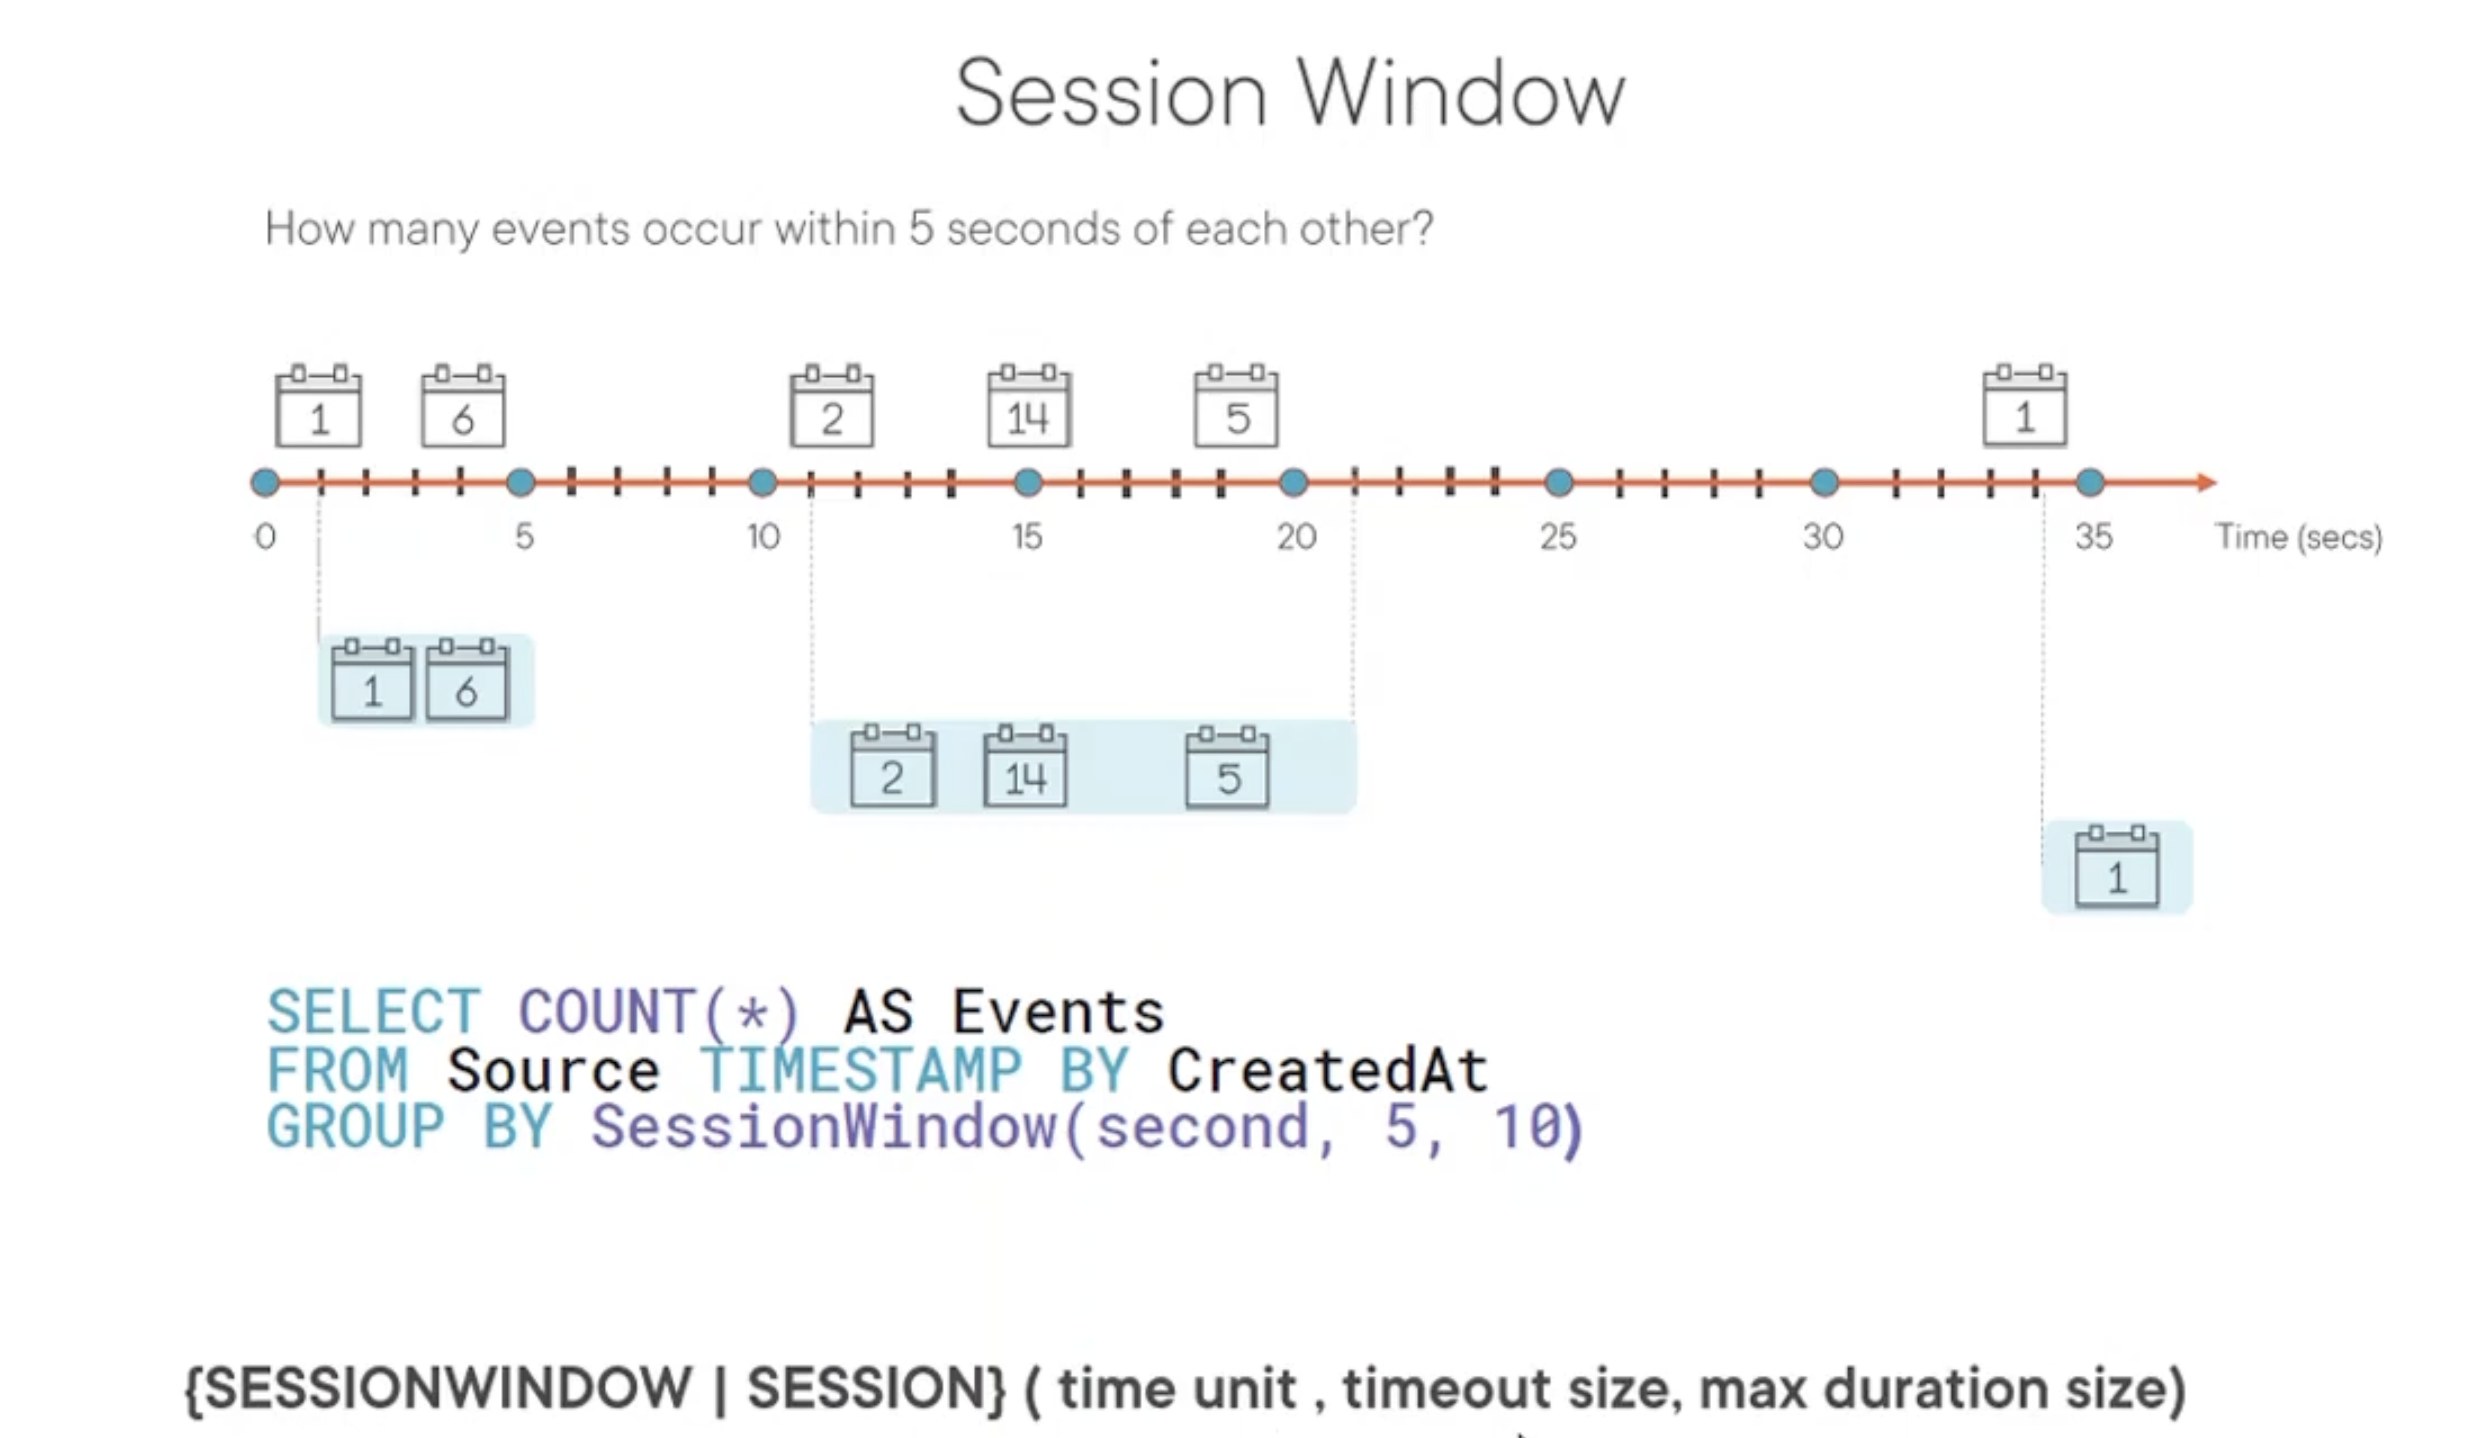 Session Window
How many events occur within 5 seconds of each other?
1 6 2 14 5 1
0 5 10 15 20 25 30 35 Time (secs)
1 6
2 14 5
1
SELECT COUNT(*) AS Events
FROM Source TIMESTAMP BY CreatedAt
GROUP BY SessionWindow(second, 5, 10)
{SESSIONWINDOW | SESSION} ( time unit , timeout size, max duration size)